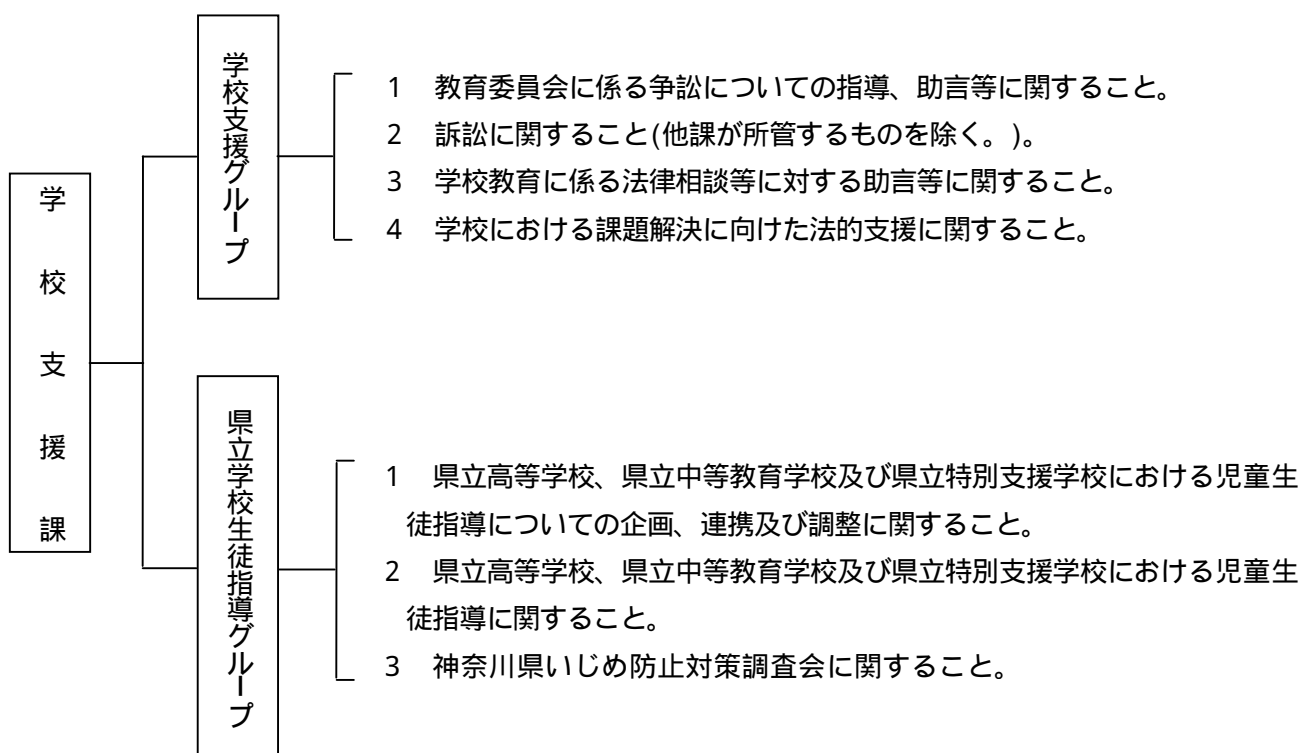 学校支援課
学校支援グループ
1 教育委員会に係る争訟についての指導、助言等に関すること。
2 訴訟に関すること(他課が所管するものを除く。)。
3 学校教育に係る法律相談等に対する助言等に関すること。
4 学校における課題解決に向けた法的支援に関すること。
県立学校生徒指導グループ
1 県立高等学校、県立中等教育学校及び県立特別支援学校における児童生
徒指導についての企画、連携及び調整に関すること。
2 県立高等学校、県立中等教育学校及び県立特別支援学校における児童生
徒指導に関すること。
3 神奈川県いじめ防止対策調査会に関すること。